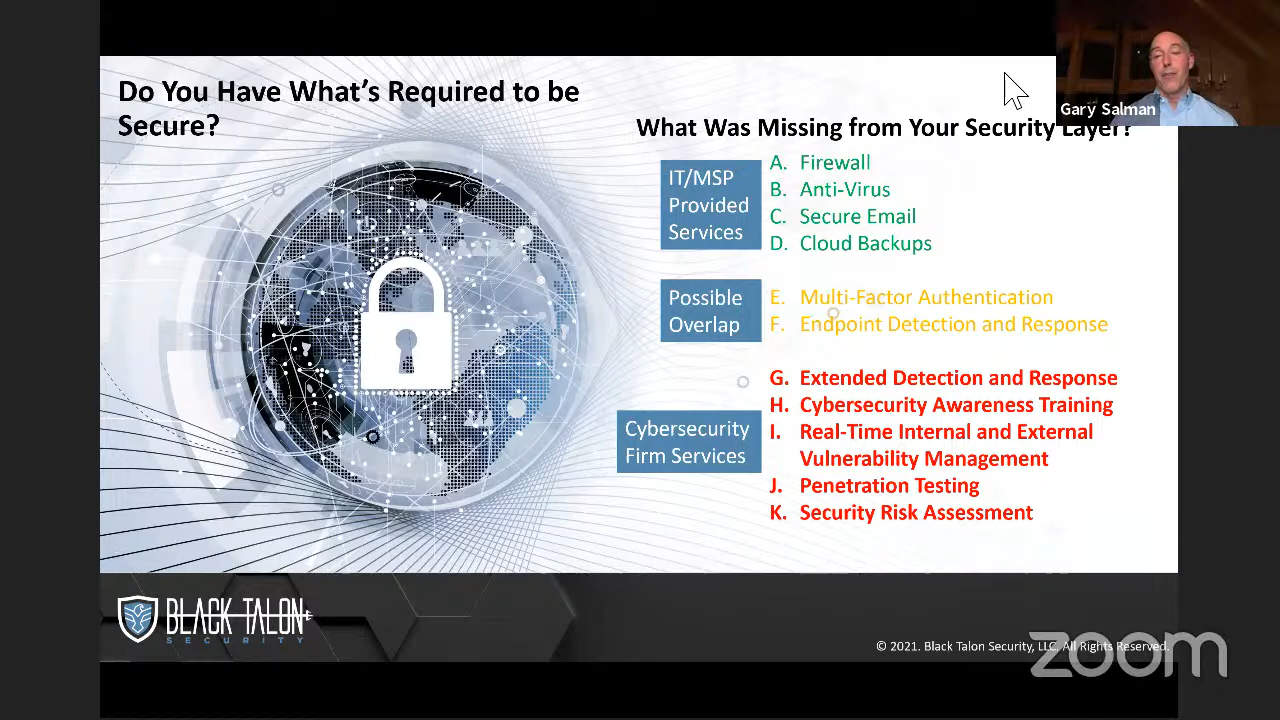 Do You Have What's Required to be
Secure?
Gary Salman
What Was Missing from Your Security Layer?
IT/MSP
Provided
Services
A. Firewall
B. Anti-Virus
C. Secure Email
D. Cloud Backups
Possible
Overlap
E. Multi-Factor Authentication
F. Endpoint Detection and Response
Cybersecurity
Firm Services
G. Extended Detection and Response
H. Cybersecurity Awareness Training
I. Real-Time Internal and External
Vulnerability Management
J. Penetration Testing
K. Security Risk Assessment
BLACK TALON
SECURITY
© 2021. Black Talon Security, LLC. All Rights Reserved.
zoom